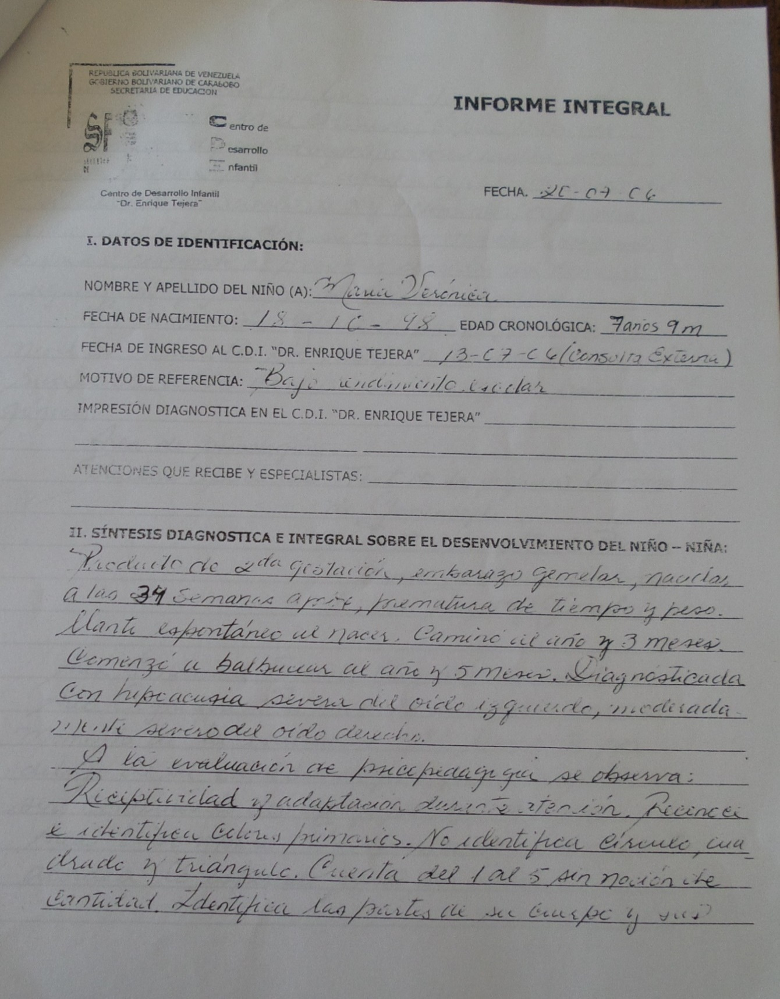 REPUBLICA BOLIVARIANA DE VENEZUELA
GOBIERNO BOLIVARIANO DE CARABOBO
SECRETARIA DE EDUCACION
INFORME INTEGRAL
Centro de
Desarrollo
Infantil
Centro de Desarrollo Infantil
"Dr. Enrique Tejera"
FECHA. 20-07-06
I. DATOS DE IDENTIFICACIÓN:
NOMBRE Y APELLIDO DEL NIÑO (A): Maria Verónica
FECHA DE NACIMIENTO: 18-10-98 EDAD CRONOLÓGICA: 7 anos 9 m
FECHA DE INGRESO AL C.D.I. "DR. ENRIQUE TEJERA" 13-07-06 (Consulta Externa)
MOTIVO DE REFERENCIA: Bajo rendimiento escolar
IMPRESIÓN DIAGNOSTICA EN EL C.D.I. "DR. ENRIQUE TEJERA"
ATENCIONES QUE RECIBE Y ESPECIALISTAS:
II. SÍNTESIS DIAGNOSTICA E INTEGRAL SOBRE EL DESENVOLVIMIENTO DEL NIÑO – NIÑA:
Producto de 2da gestación, embarazo gemelar, nacidas
a las 34 semanas, prematura de tiempo y peso.
Llanto espontáneo al nacer. Caminó al año y 3 meses.
Comenzó a balbucear al año y 5 meses. Diagnosticada
con hipoacusia severa del oído izquierdo, moderada-
mente severo del oído derecho.
A la evaluación de psicopedagogía se observa:
Receptividad y adaptación durante atención. Reconoce
e identifica colores primarios. No identifica círculo, cua_
drado y triángulo. Cuenta del 1 al 5 sin noción de
cantidad. Identifica las partes de su cuerpo y sus